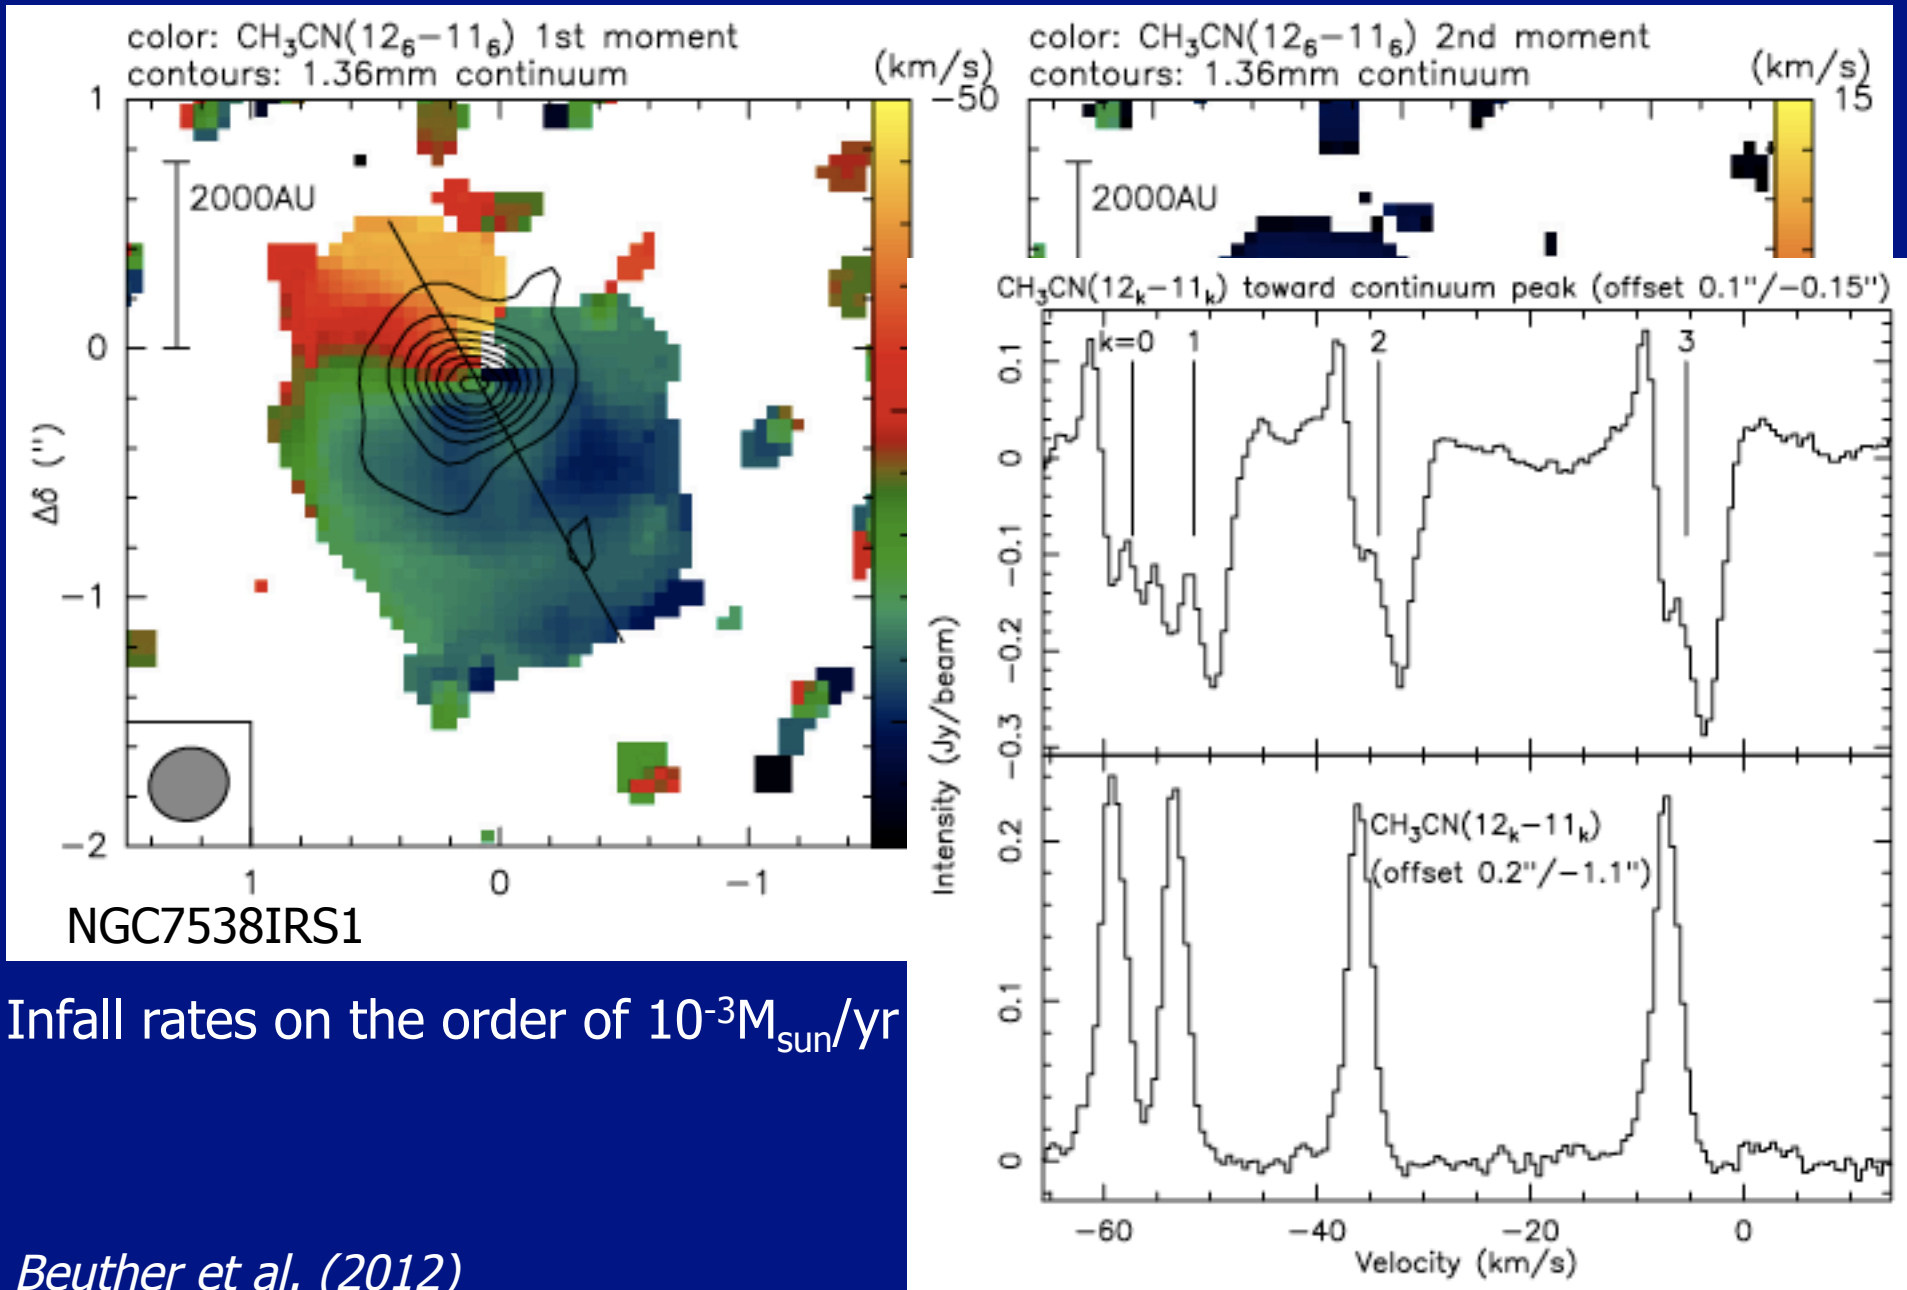 color: CH₃CN(12₆−11₆) 1st moment
contours: 1.36mm continuum
(km/s)
−50
1
2000AU
0
Δδ (")
−1
−2
1
0
−1
NGC7538IRS1
color: CH₃CN(12₆−11₆) 2nd moment
contours: 1.36mm continuum
(km/s)
15
2000AU
CH₃CN(12ₖ−11ₖ) toward continuum peak (offset 0.1"/−0.15")
k=0
1
2
3
0.1
0
−0.1
−0.2
−0.3
Intensity (Jy/beam)
CH₃CN(12ₖ−11ₖ)
(offset 0.2"/−1.1")
0.2
0.1
0
−60
−40
−20
0
Velocity (km/s)
Infall rates on the order of 10⁻³M_sun/yr
Beuther et al. (2012)